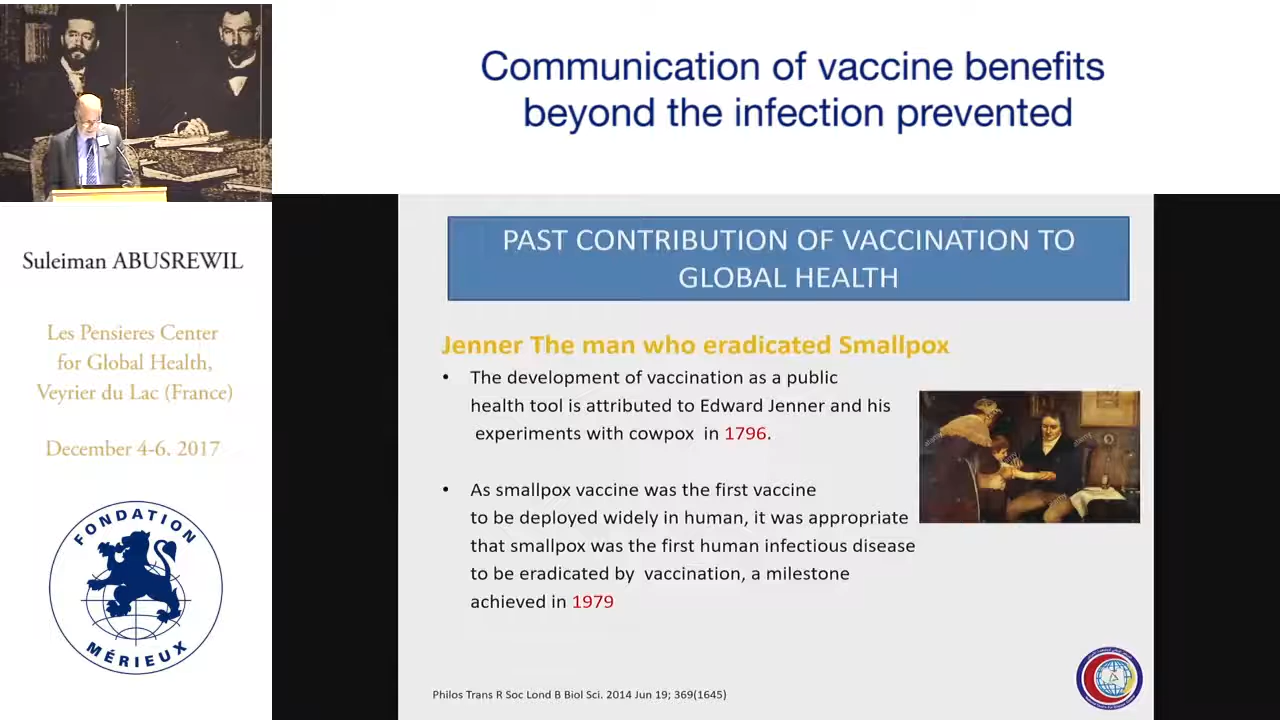 Communication of vaccine benefits
beyond the infection prevented
Suleiman ABUSREWIL
Les Pensieres Center
for Global Health,
Veyrier du Lac (France)
December 4-6, 2017
FONDATION
MÉRIEUX
PAST CONTRIBUTION OF VACCINATION TO
GLOBAL HEALTH
Jenner The man who eradicated Smallpox
• The development of vaccination as a public
health tool is attributed to Edward Jenner and his
experiments with cowpox in 1796.
• As smallpox vaccine was the first vaccine
to be deployed widely in human, it was appropriate
that smallpox was the first human infectious disease
to be eradicated by vaccination, a milestone
achieved in 1979
Philos Trans R Soc Lond B Biol Sci. 2014 Jun 19; 369(1645)